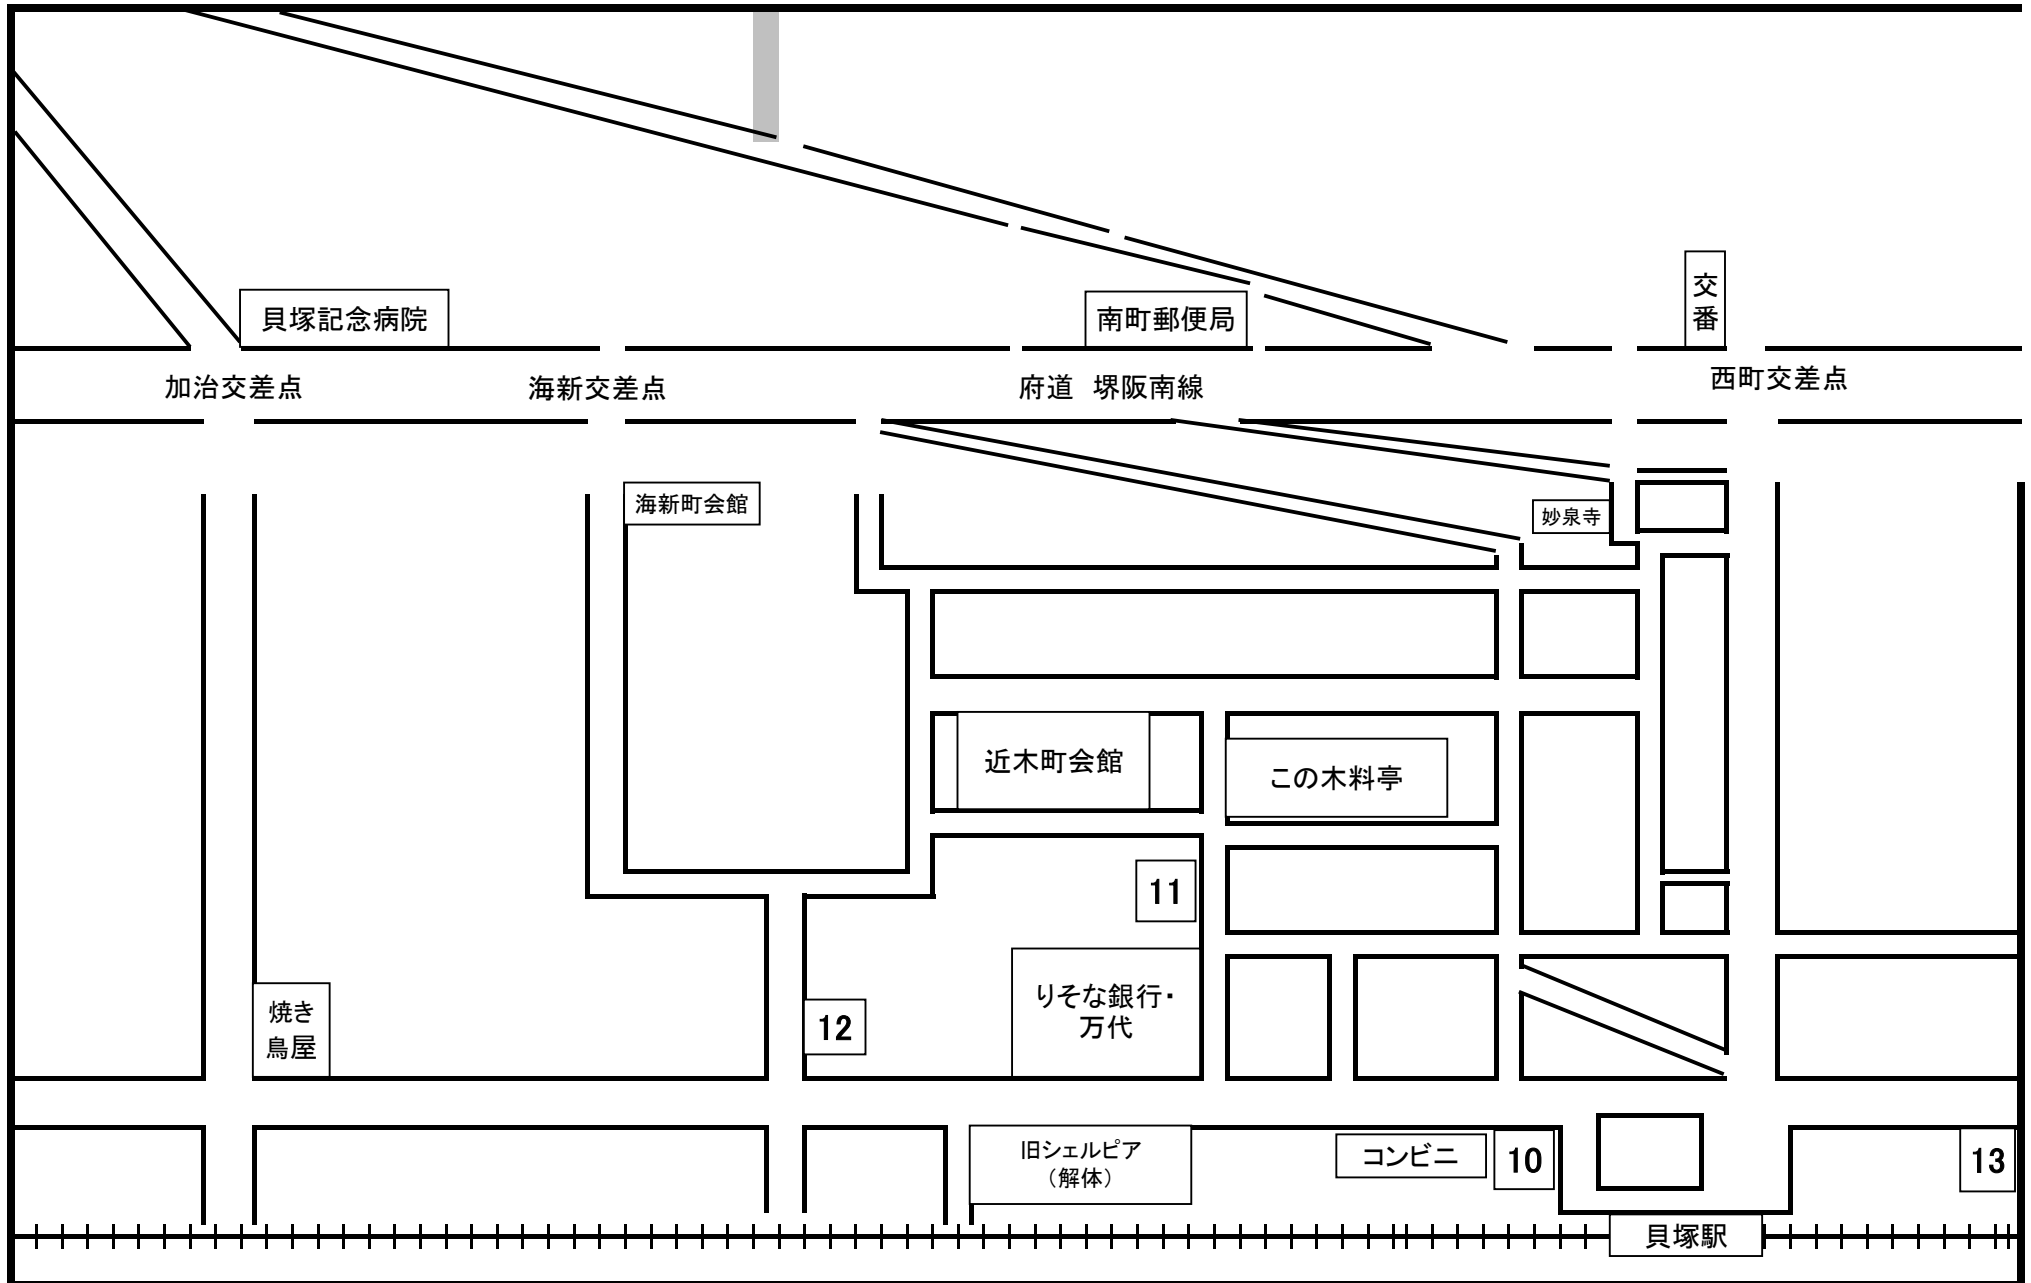 交
番
貝塚記念病院
南町郵便局
加治交差点
海新交差点
府道 堺阪南線
西町交差点
海新町会館
妙泉寺
近木町会館
この木料亭
11
りそな銀行・
万代
焼き
鳥屋
12
旧シェルピア
（解体）
コンビニ
10
13
貝塚駅